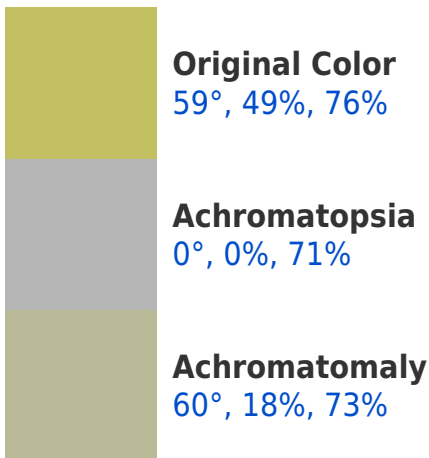 Original Color
59°, 49%, 76%
Achromatopsia
0°, 0%, 71%
Achromatomaly
60°, 18%, 73%